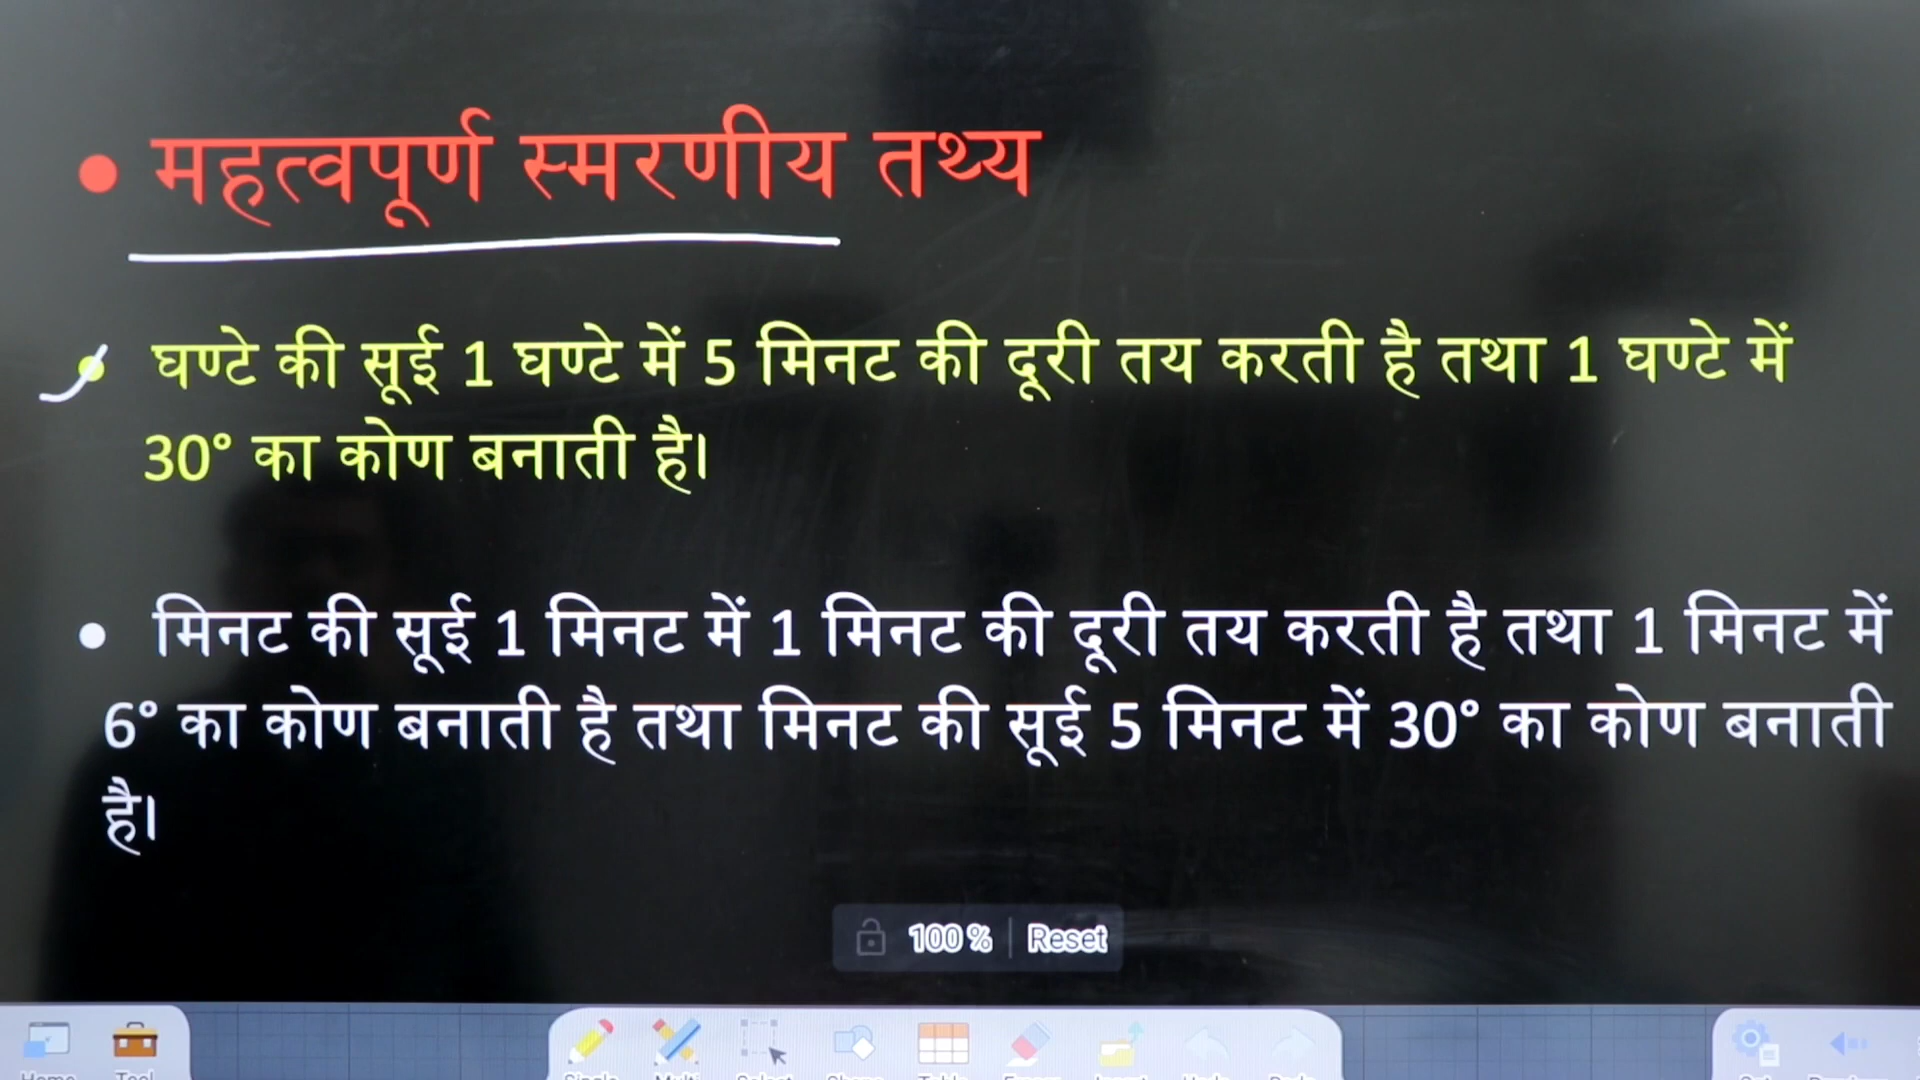 • महत्वपूर्ण स्मरणीय तथ्य
• घण्टे की सूई 1 घण्टे में 5 मिनट की दूरी तय करती है तथा 1 घण्टे में
30° का कोण बनाती है।
• मिनट की सूई 1 मिनट में 1 मिनट की दूरी तय करती है तथा 1 मिनट में
6° का कोण बनाती है तथा मिनट की सूई 5 मिनट में 30° का कोण बनाती
है।
100 % | Reset